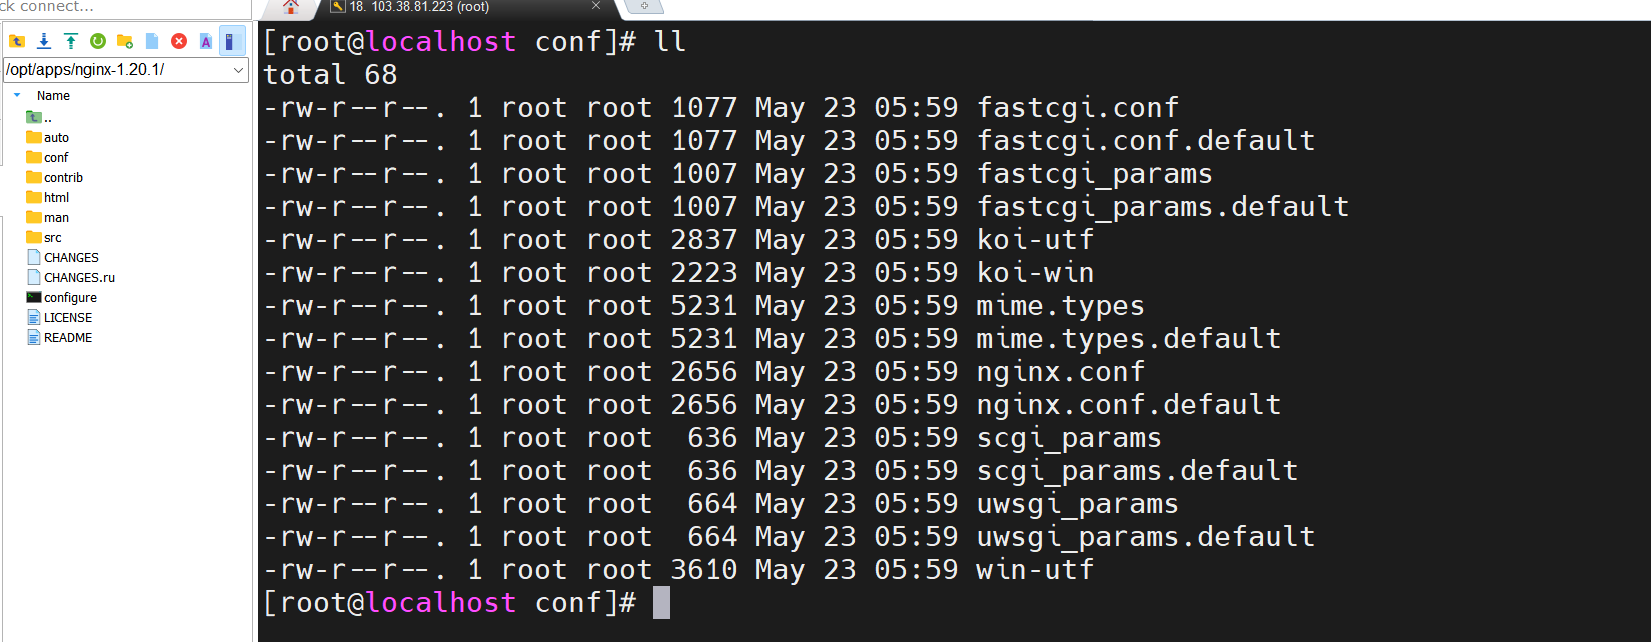 ck connect...
18. 103.38.81.223 (root)
/opt/apps/nginx-1.20.1/
Name
..
auto
conf
contrib
html
man
src
CHANGES
CHANGES.ru
configure
LICENSE
README
[root@localhost conf]# ll
total 68
-rw-r--r--. 1 root root 1077 May 23 05:59 fastcgi.conf
-rw-r--r--. 1 root root 1077 May 23 05:59 fastcgi.conf.default
-rw-r--r--. 1 root root 1007 May 23 05:59 fastcgi_params
-rw-r--r--. 1 root root 1007 May 23 05:59 fastcgi_params.default
-rw-r--r--. 1 root root 2837 May 23 05:59 koi-utf
-rw-r--r--. 1 root root 2223 May 23 05:59 koi-win
-rw-r--r--. 1 root root 5231 May 23 05:59 mime.types
-rw-r--r--. 1 root root 5231 May 23 05:59 mime.types.default
-rw-r--r--. 1 root root 2656 May 23 05:59 nginx.conf
-rw-r--r--. 1 root root 2656 May 23 05:59 nginx.conf.default
-rw-r--r--. 1 root root  636 May 23 05:59 scgi_params
-rw-r--r--. 1 root root  636 May 23 05:59 scgi_params.default
-rw-r--r--. 1 root root  664 May 23 05:59 uwsgi_params
-rw-r--r--. 1 root root  664 May 23 05:59 uwsgi_params.default
-rw-r--r--. 1 root root 3610 May 23 05:59 win-utf
[root@localhost conf]#